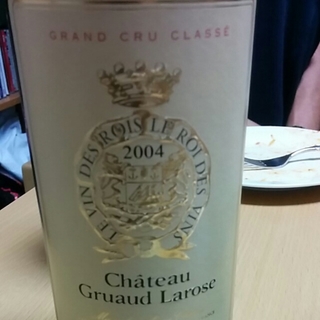 GRAND CRU CLASSÉ
LE VIN DES ROIS LE ROI DES VINS
2004
Château
Gruaud Larose